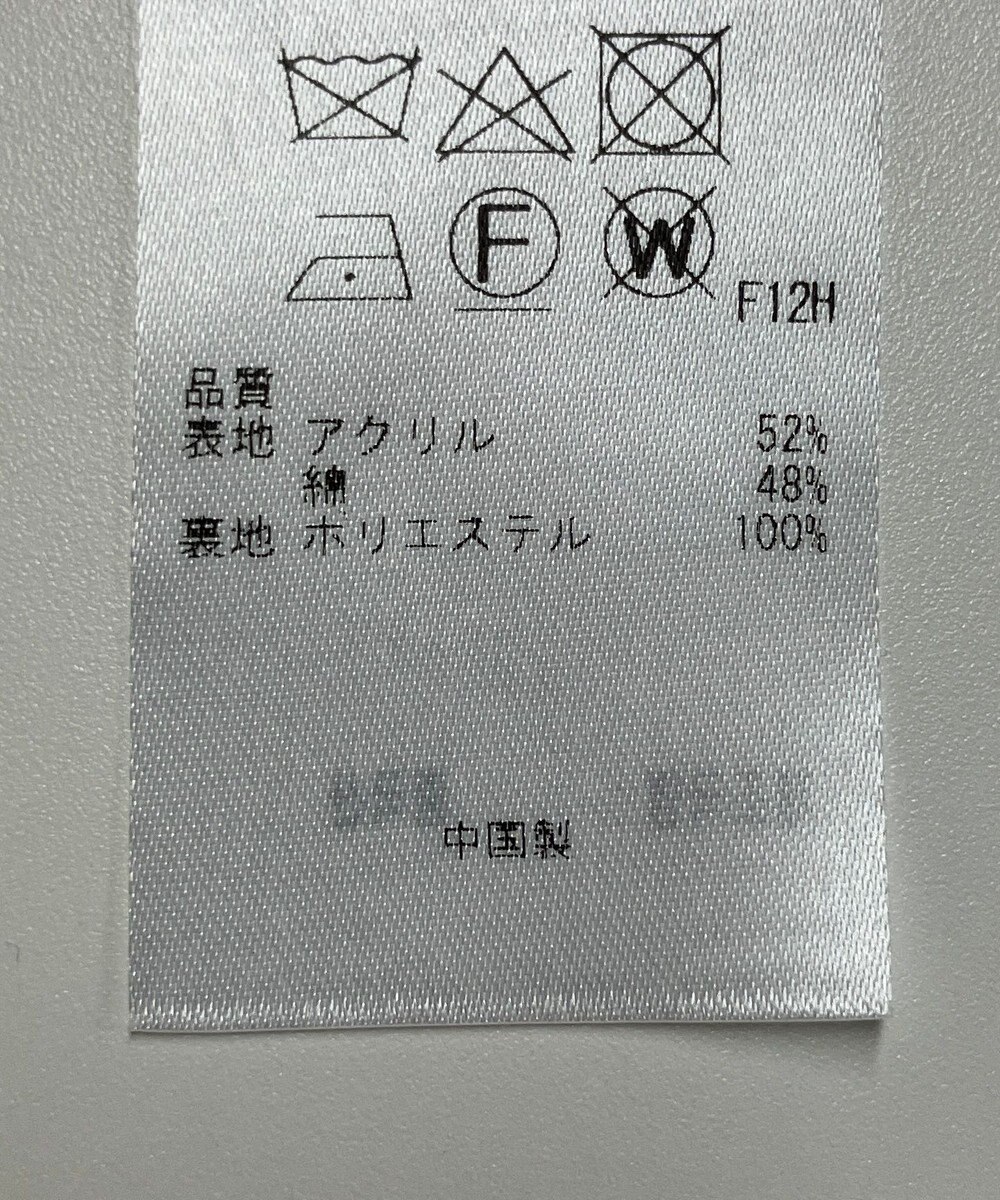 F
W
F12H
品質
表地 アクリル 52%
綿 48%
裏地 ポリエステル 100%
中国製